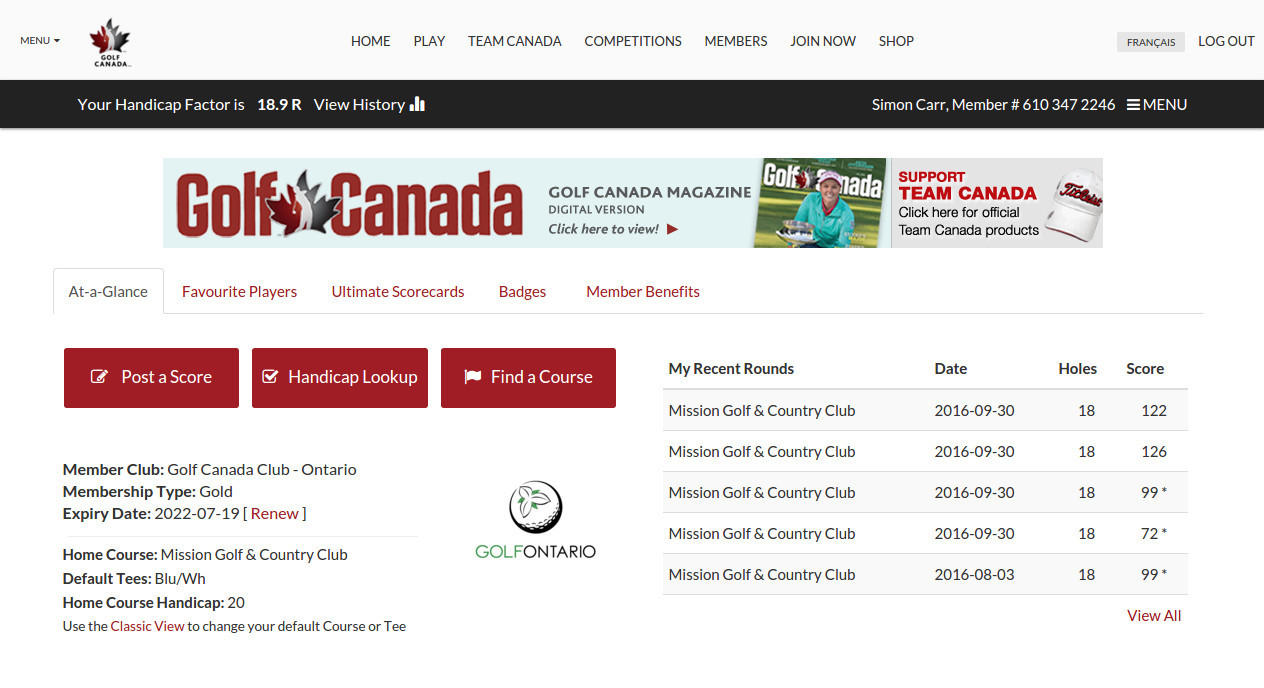 MENU
GOLF
CANADA
HOME PLAY TEAM CANADA COMPETITIONS MEMBERS JOIN NOW SHOP
FRANÇAIS LOG OUT
Your Handicap Factor is 18.9 R View History
Simon Carr, Member # 610 347 2246 MENU
Golf Canada
GOLF CANADA MAGAZINE
DIGITAL VERSION
Click here to view!
Golf Canada
SUPPORT
TEAM CANADA
Click here for official
Team Canada products
Titleist
At-a-Glance Favourite Players Ultimate Scorecards Badges Member Benefits
Post a Score Handicap Lookup Find a Course
Member Club: Golf Canada Club - Ontario
Membership Type: Gold
Expiry Date: 2022-07-19 [ Renew ]
Home Course: Mission Golf & Country Club
Default Tees: Blu/Wh
Home Course Handicap: 20
Use the Classic View to change your default Course or Tee
GOLFONTARIO
My Recent Rounds Date Holes Score
Mission Golf & Country Club 2016-09-30 18 122
Mission Golf & Country Club 2016-09-30 18 126
Mission Golf & Country Club 2016-09-30 18 99 *
Mission Golf & Country Club 2016-09-30 18 72 *
Mission Golf & Country Club 2016-08-03 18 99 *
View All